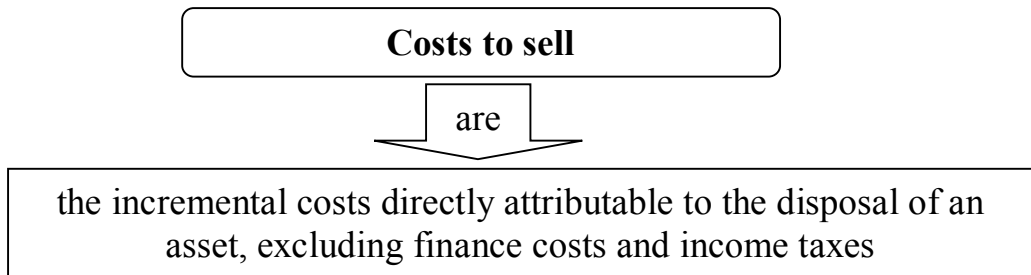 Costs to sell
are
the incremental costs directly attributable to the disposal of an
asset, excluding finance costs and income taxes